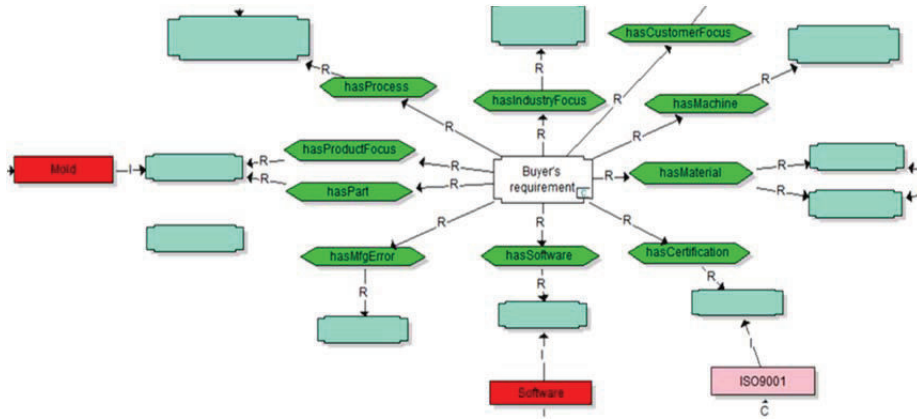 hasCustomerFocus
R
hasProcess
R
R
hasIndustryFocus
R
hasMachine
R
R
R
R
hasProductFocus
R
R
Mold
I
Buyer's
requirement
C
R
hasMaterial
R
R
R
hasPart
R
R
R
R
hasMfgError
hasSoftware
hasCertification
R
R
R
I
I
Software
ISO9001
C